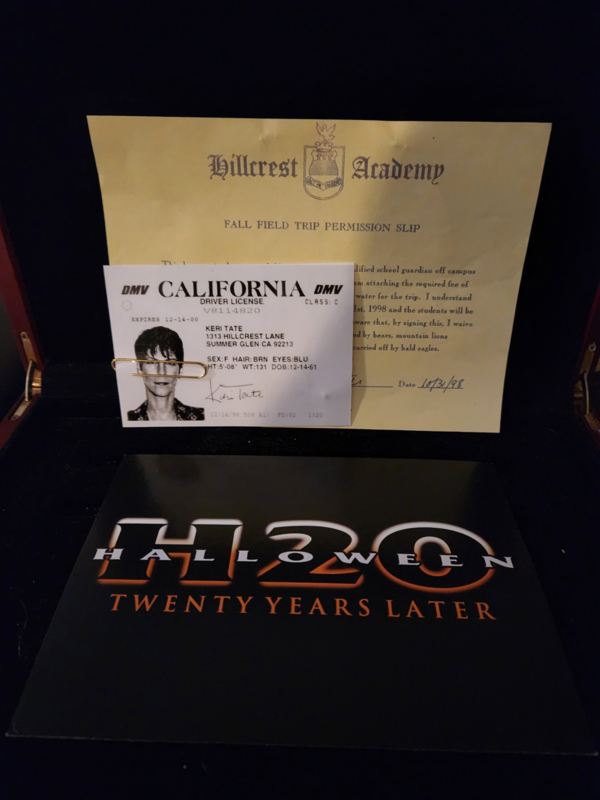 Hillcrest Academy
FALL FIELD TRIP PERMISSION SLIP
lified school guardian off campus
am attaching the required fee of
water for the trip. I understand
1st, 1998 and the students will be
ware that, by signing this, I waive
d by bears, mountain lions
carried off by bald eagles.
Date 10/31/98
DMV CALIFORNIA DMV
DRIVER LICENSE
CLASS: C
V8114820
EXPIRES 12-14-00
KERI TATE
1313 HILLCREST LANE
SUMMER GLEN CA 92213
SEX:F HAIR:BRN EYES:BLU
HT:5'-08" WT:131 DOB:12-14-61
Keri Tate
H20
HALLOWEEN
TWENTY YEARS LATER